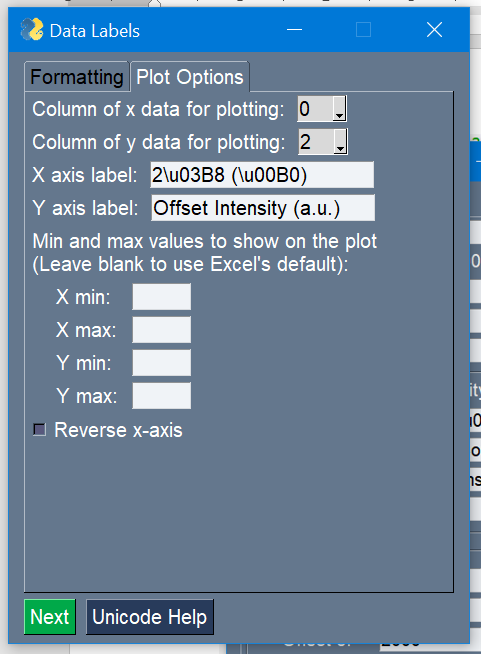 Data Labels
Formatting Plot Options
Column of x data for plotting: 0
Column of y data for plotting: 2
X axis label: 2\u03B8 (\u00B0)
Y axis label: Offset Intensity (a.u.)
Min and max values to show on the plot
(Leave blank to use Excel's default):
X min:
X max:
Y min:
Y max:
Reverse x-axis
Next Unicode Help